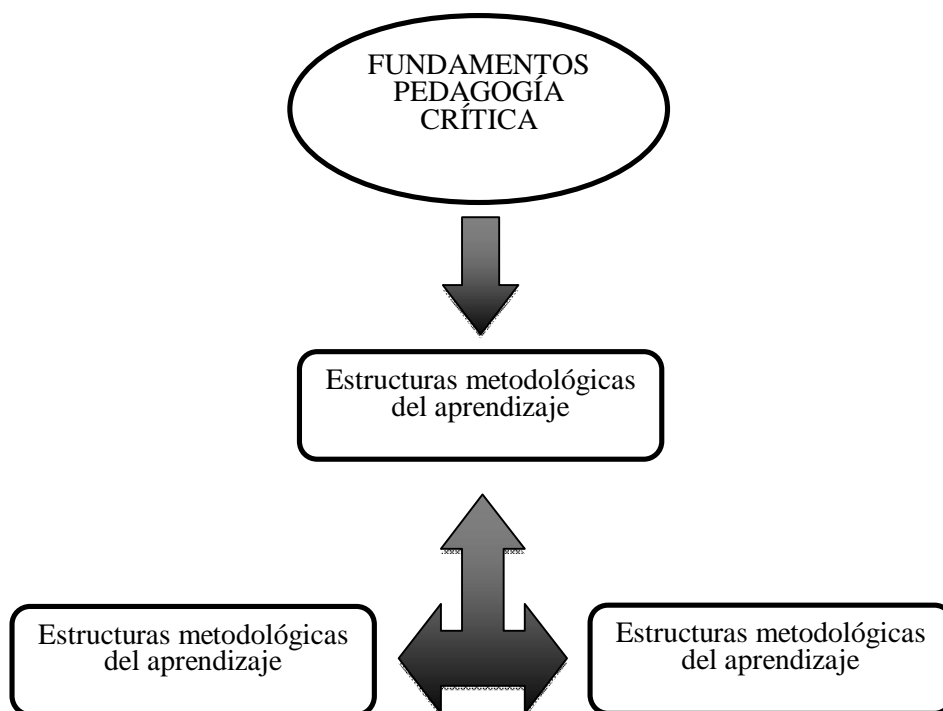 FUNDAMENTOS
PEDAGOGÍA
CRÍTICA
Estructuras metodológicas
del aprendizaje
Estructuras metodológicas
del aprendizaje
Estructuras metodológicas
del aprendizaje